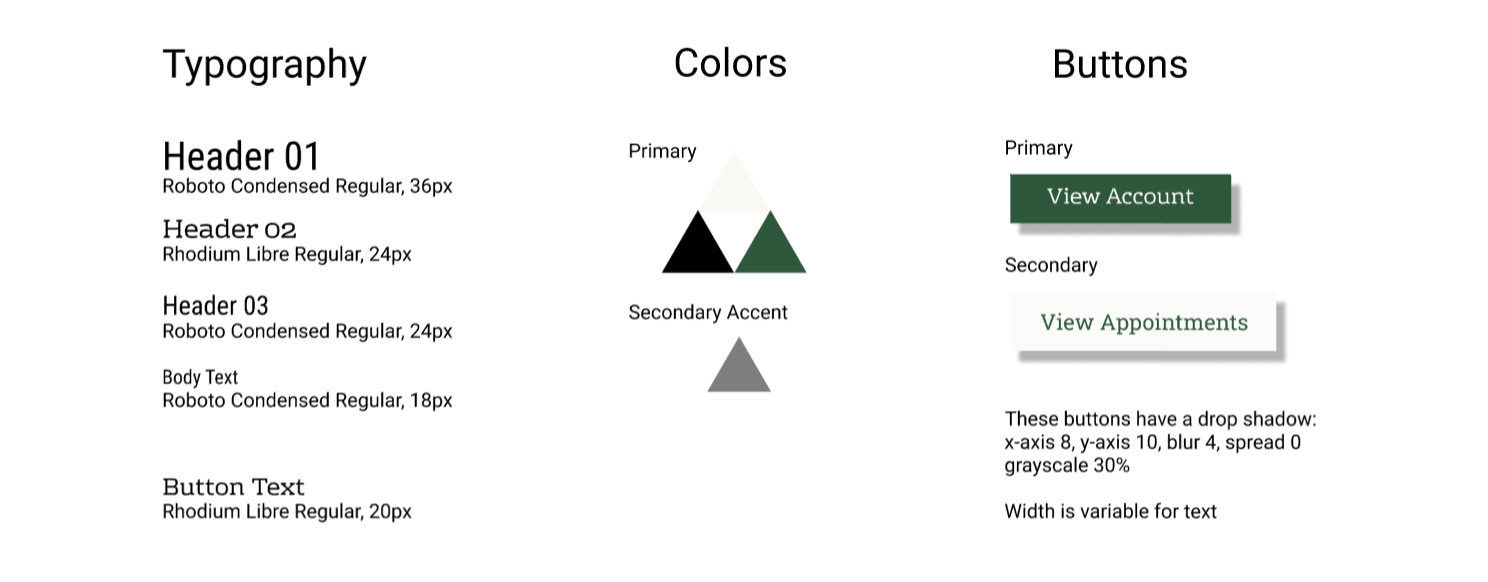 Typography
Header 01
Roboto Condensed Regular, 36px
Header 02
Rhodium Libre Regular, 24px
Header 03
Roboto Condensed Regular, 24px
Body Text
Roboto Condensed Regular, 18px
Button Text
Rhodium Libre Regular, 20px
Colors
Primary
Secondary Accent
Buttons
Primary
View Account
Secondary
View Appointments
These buttons have a drop shadow:
x-axis 8, y-axis 10, blur 4, spread 0
grayscale 30%
Width is variable for text